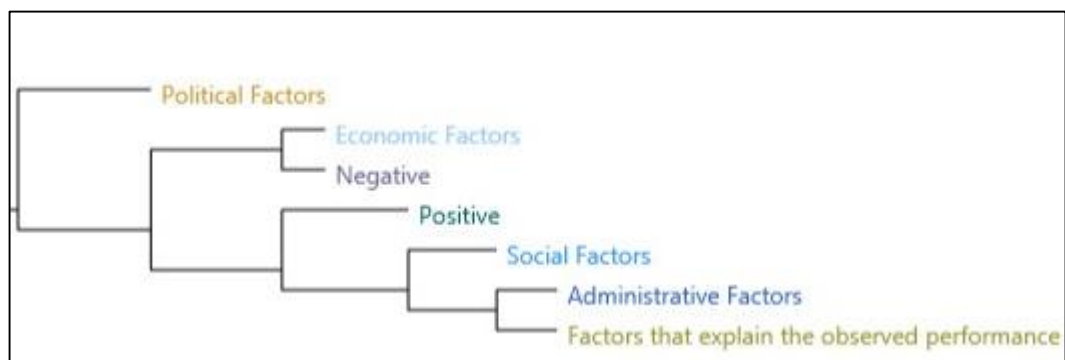 Political Factors
Economic Factors
Negative
Positive
Social Factors
Administrative Factors
Factors that explain the observed performance